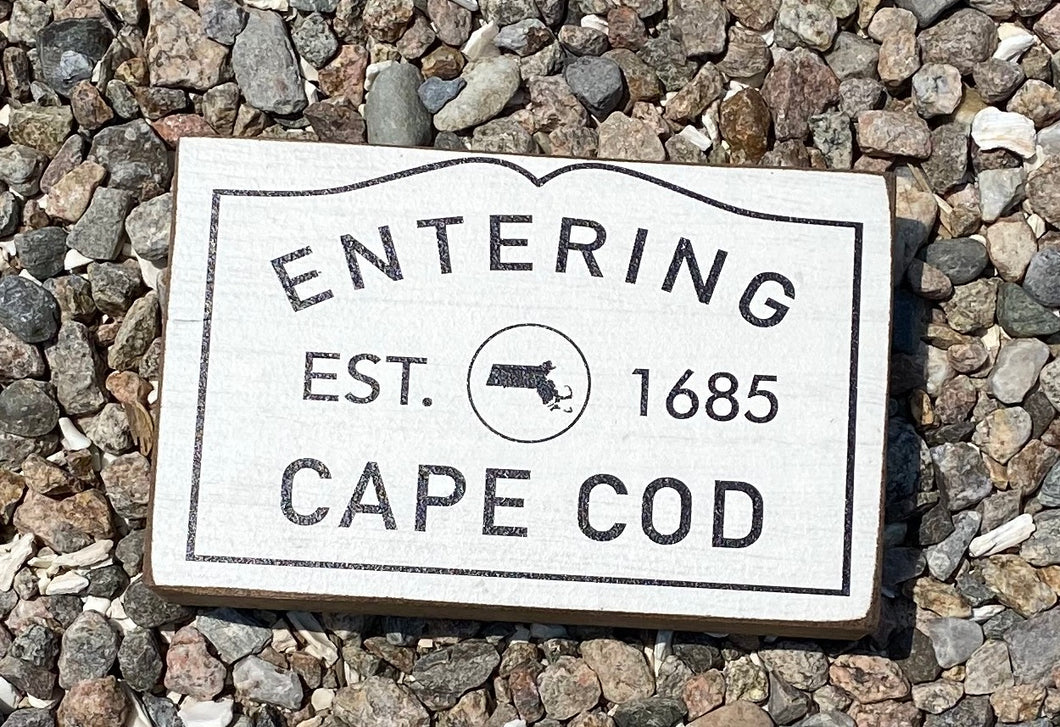 ENTERING
EST. 1685
CAPE COD